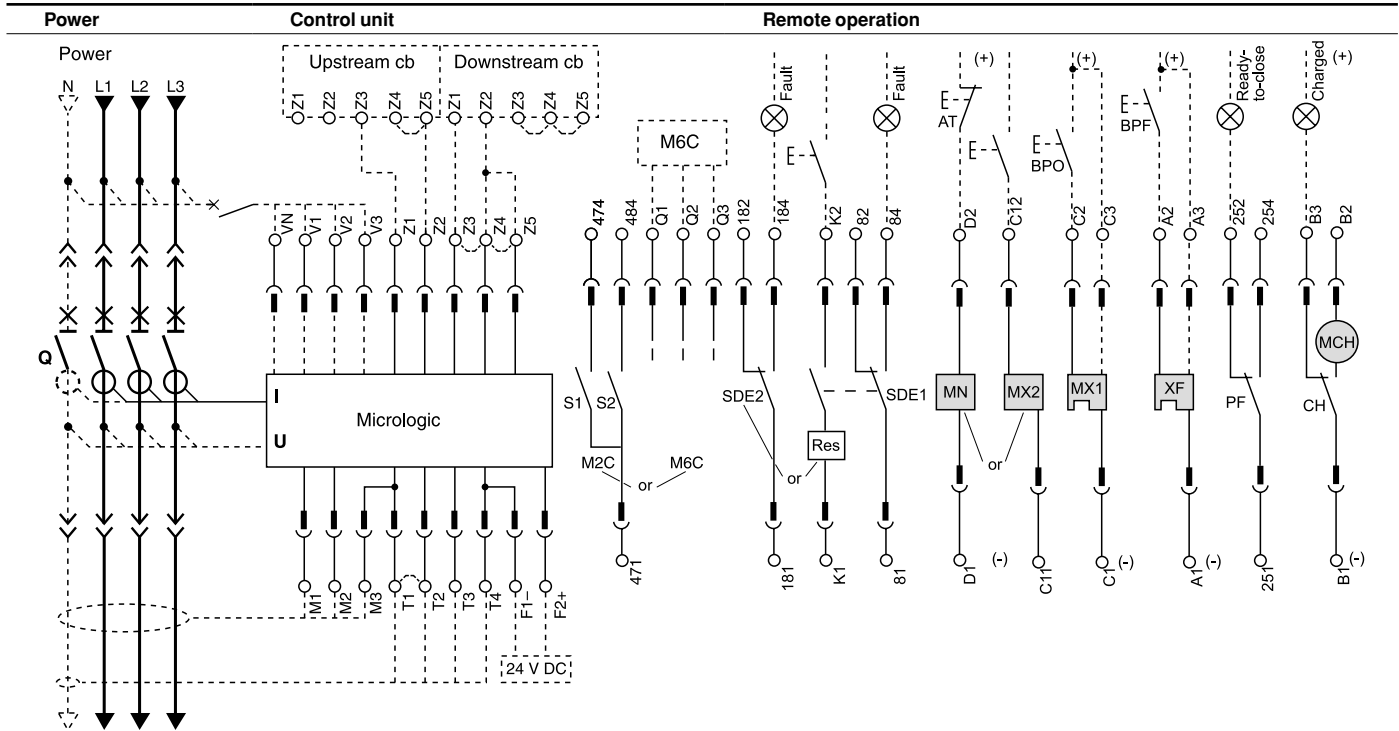 Power Control unit Remote operation
Power
N L1 L2 L3
Upstream cb Downstream cb
Z1 Z2 Z3 Z4 Z5 Z1 Z2 Z3 Z4 Z5
M6C
Fault
Fault
(+)
AT
(+)
BPO
(+)
BPF
Ready-
to-close
Charged
(+)
VN V1 V2 V3 Z1 Z2 Z3 Z4 Z5
474 484 Q1 Q2 Q3 182 184 K2 82 84 D2 C12 C2 C3 A2 A3 252 254 B3 B2
Q
MCH
I
U
Micrologic
S1 S2
SDE2
SDE1
MN MX2 MX1 XF PF CH
Res
M2C or M6C
or
or
471
181 K1 81 D1 (-) C11 C1 (-) A1 (-) 251 B1 (-)
M1 M2 M3 T1 T2 T3 T4 F1– F2+
24 V DC